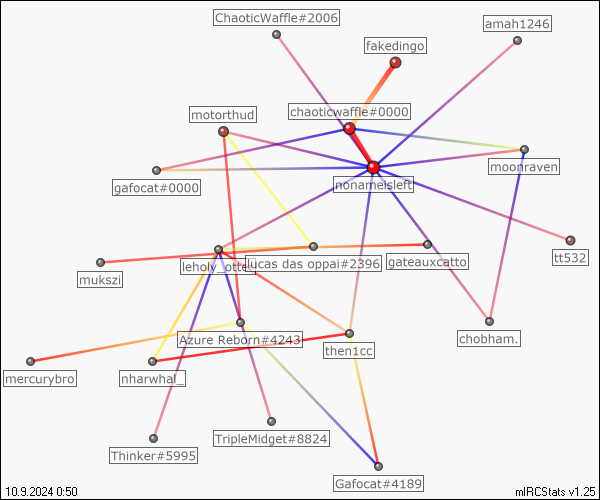 ChaoticWaffle#2006
amah1246
fakedingo
chaoticwaffle#0000
motorthud
moonraven
gafocat#0000
nonameisleft
tt532
gateauxcatto
lucas das oppai#2396
leholy_otte
mukszi
chobham.
Azure Reborn#4243
then1cc
mercurybro
nharwhal_
TripleMidget#8824
Thinker#5995
Gafocat#4189
10.9.2024 0:50
mIRCStats v1.25